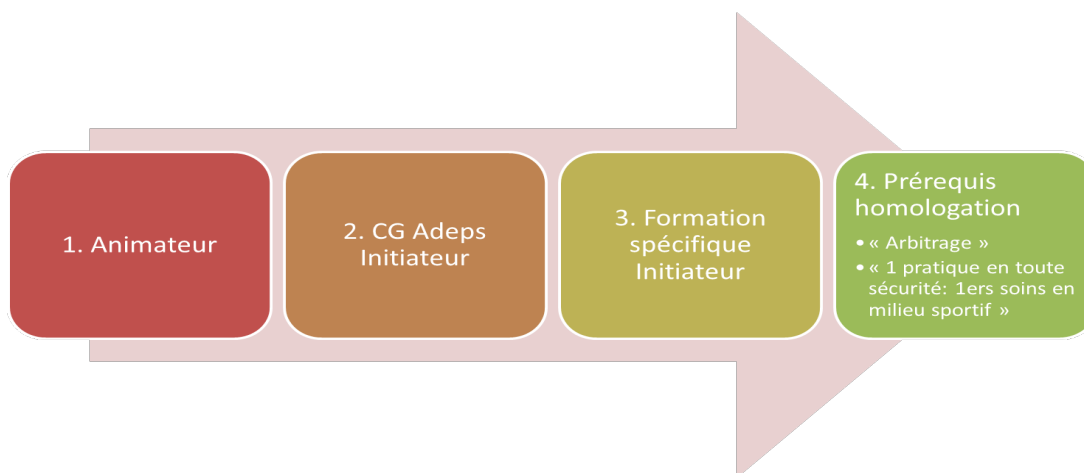 1. Animateur
2. CG Adeps
Initiateur
3. Formation
spécifique
Initiateur
4. Prérequis
homologation
• « Arbitrage »
• « 1 pratique en toute
sécurité: 1ers soins en
milieu sportif »